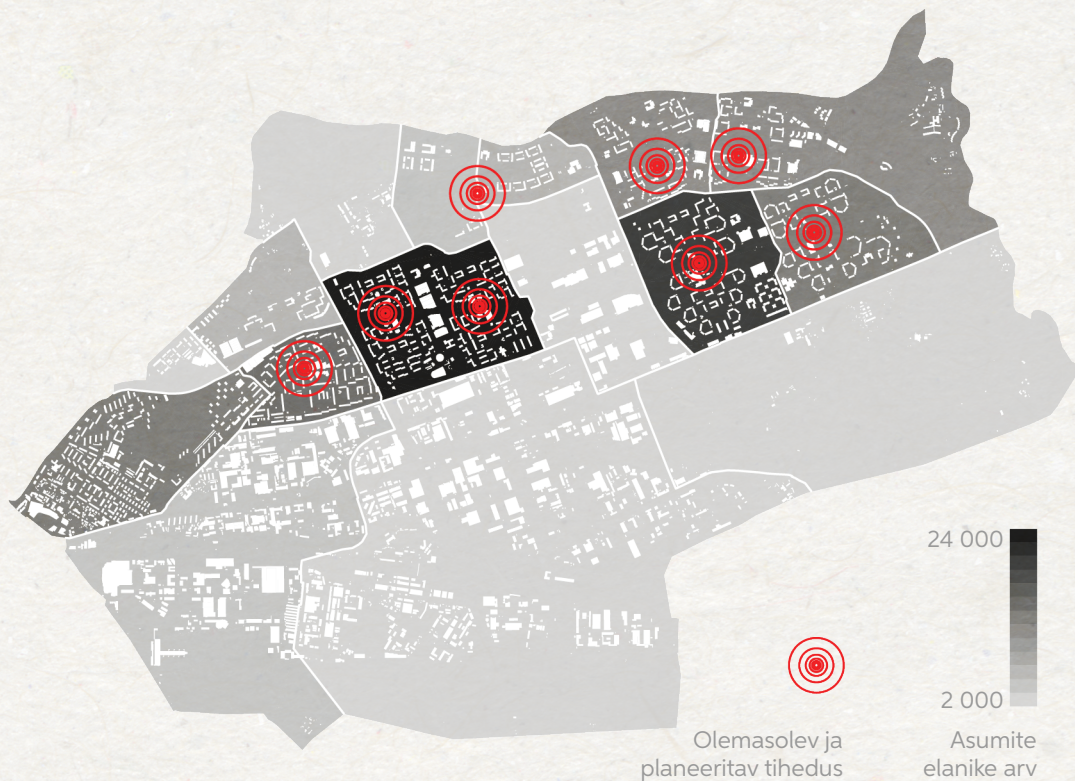 24 000
2 000
Olemasolev ja
planeeritav tihedus
Asumite
elanike arv